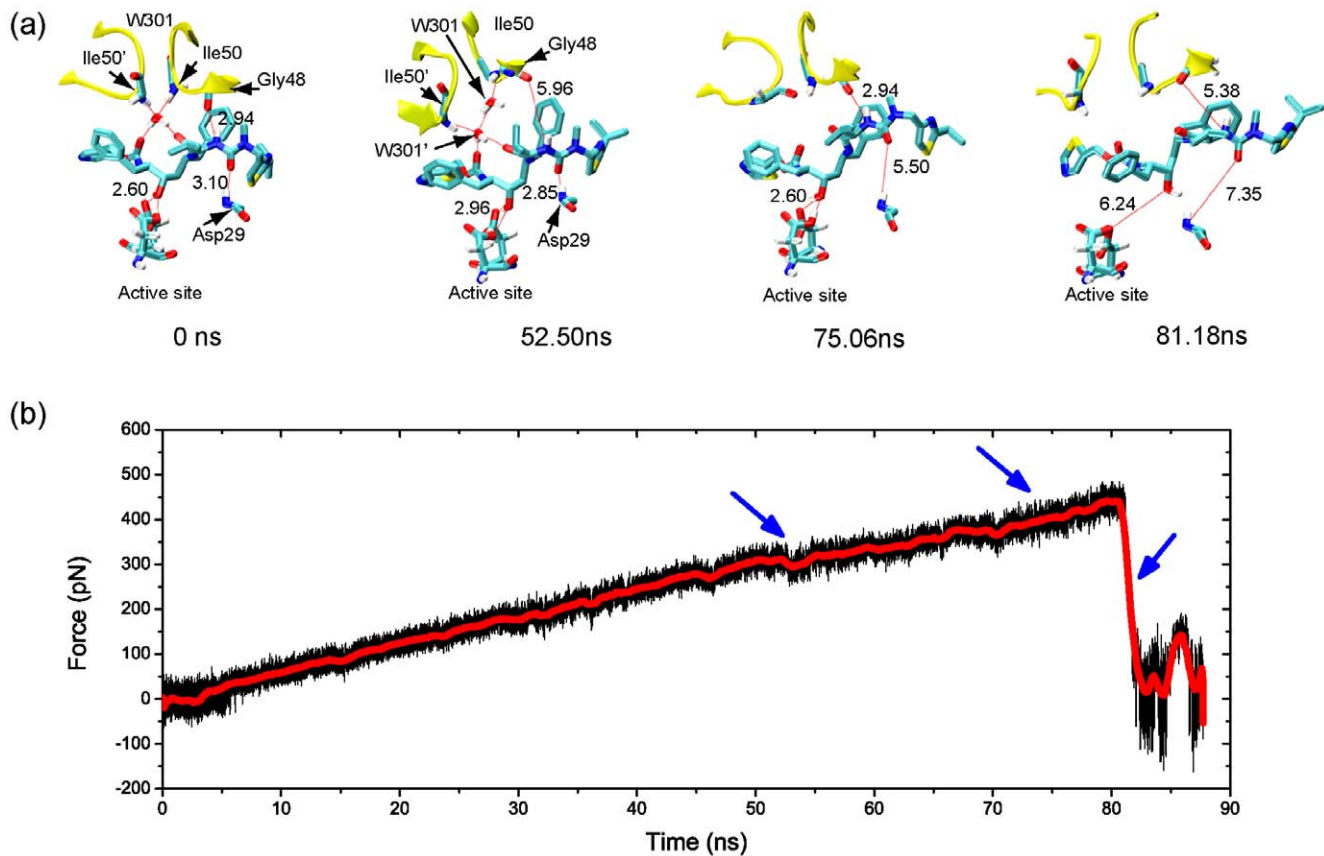 (a)
W301
Ile50'
Ile50
Gly48
2.94
2.60
3.10
Asp29
Active site
0 ns
W301
Ile50
Gly48
Ile50'
5.96
W301'
2.85
2.96
Asp29
Active site
52.50ns
2.94
5.50
2.60
Active site
75.06ns
5.38
6.24
7.35
Active site
81.18ns
(b)
600
500
400
300
200
100
0
-100
-200
Force (pN)
0 10 20 30 40 50 60 70 80 90
Time (ns)